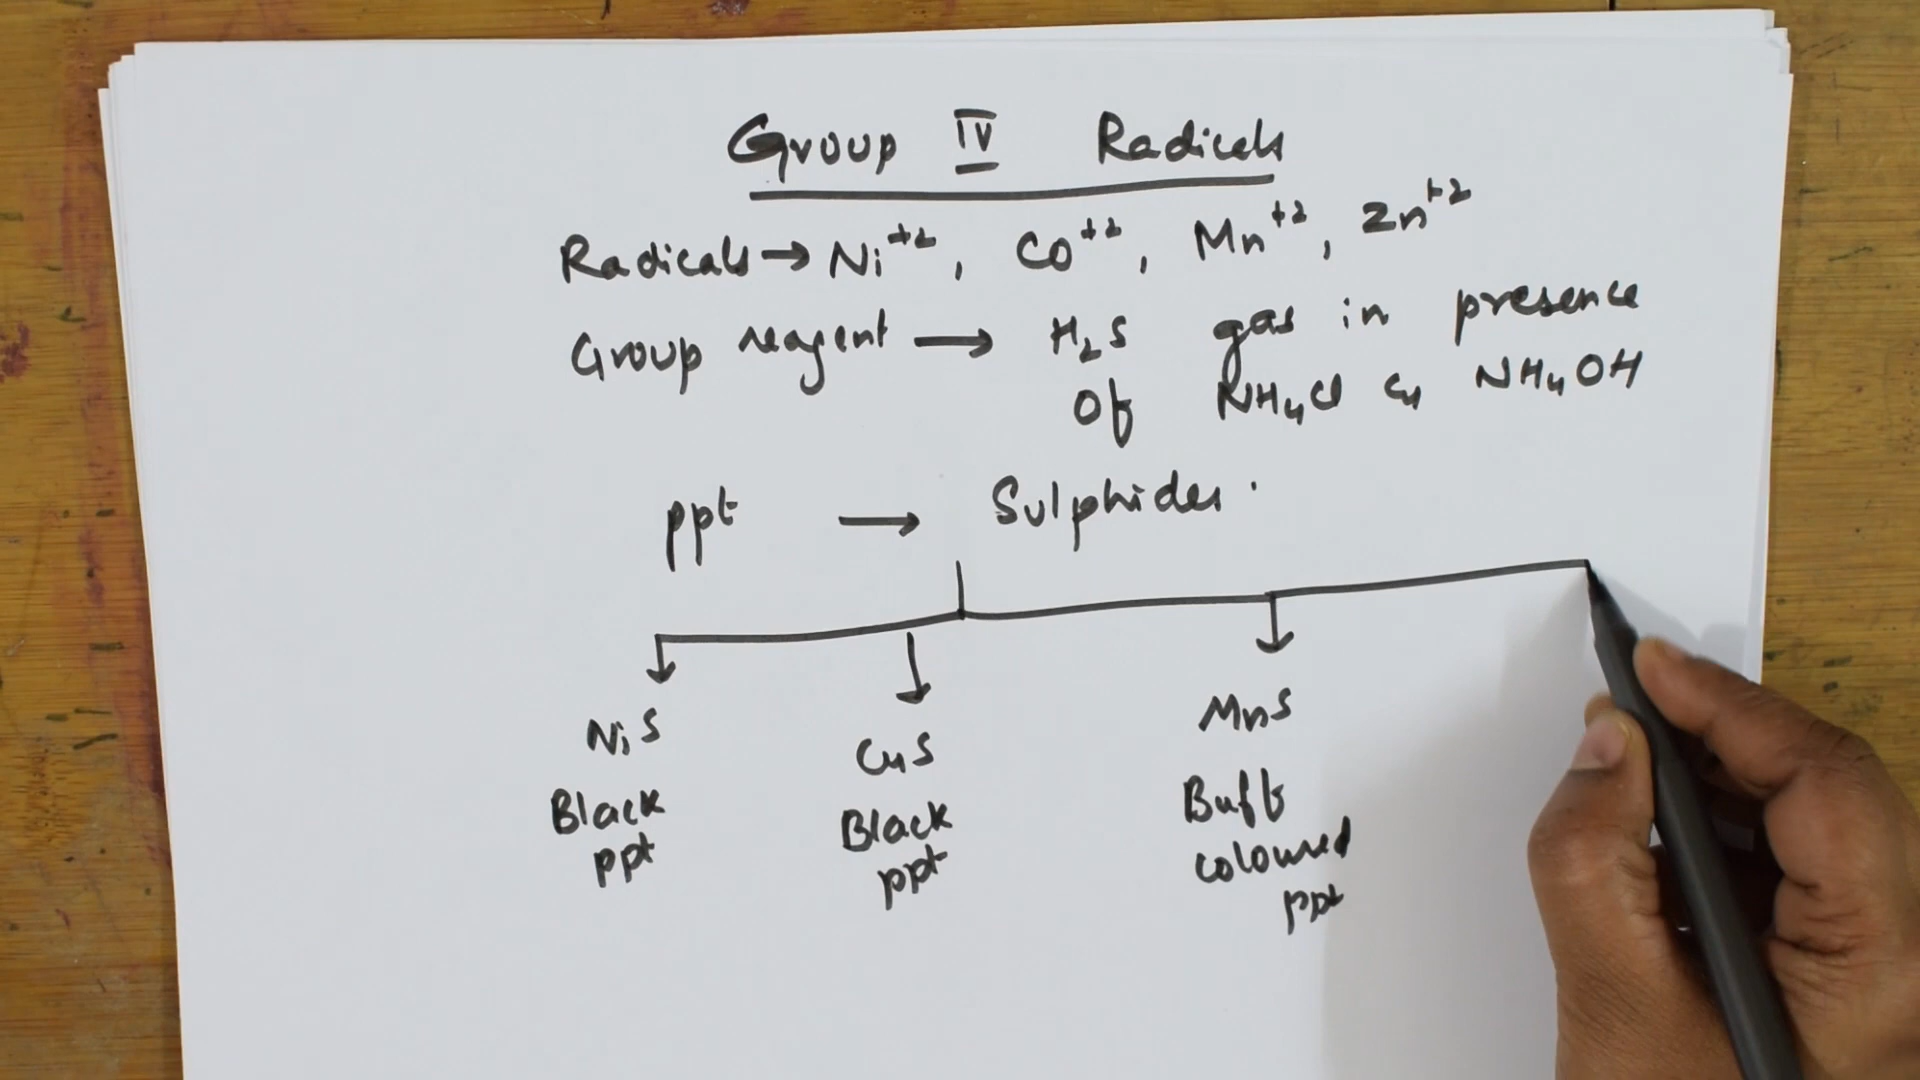 Group IV Radicals
Radicals → Ni+2, Co+2, Mn+2, Zn+2
Group reagent → H2S gas in presence
Of NH4Cl & NH4OH
ppt → Sulphides.
NiS CuS MnS
Black ppt Black ppt Buff coloured ppt